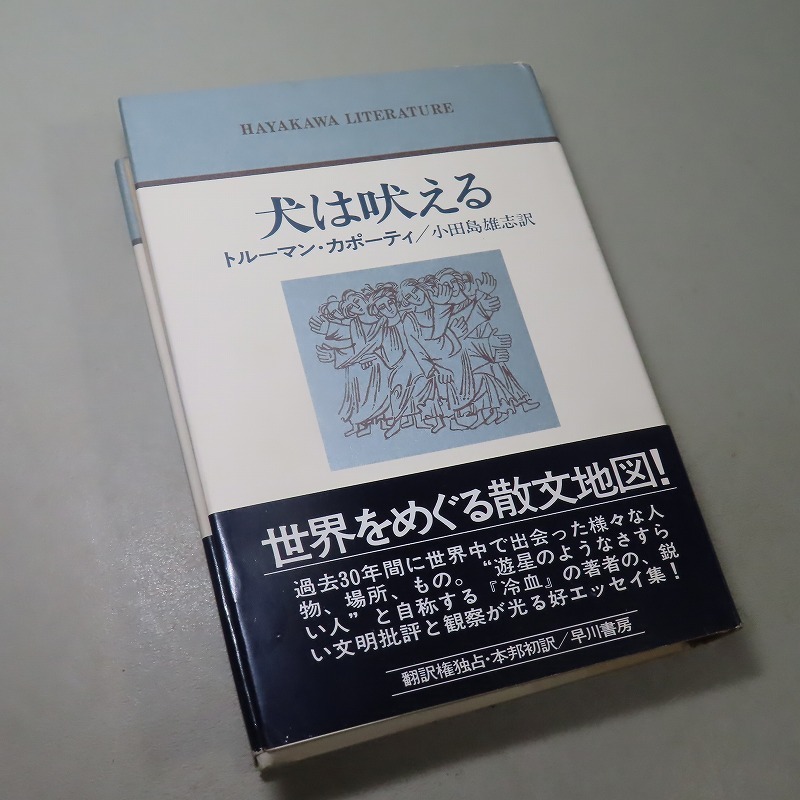 HAYAKAWA LITERATURE
犬は吠える
トルーマン・カポーティ/小田島雄志訳
世界をめぐる散文地図!
過去30年間に世界中で出会った様々な人
物、場所、もの。“遊星のようなさすら
い人”と自称する『冷血』の著者の、鋭
い文明批評と観察が光る好エッセイ集!
翻訳権独占・本邦初訳/早川書房